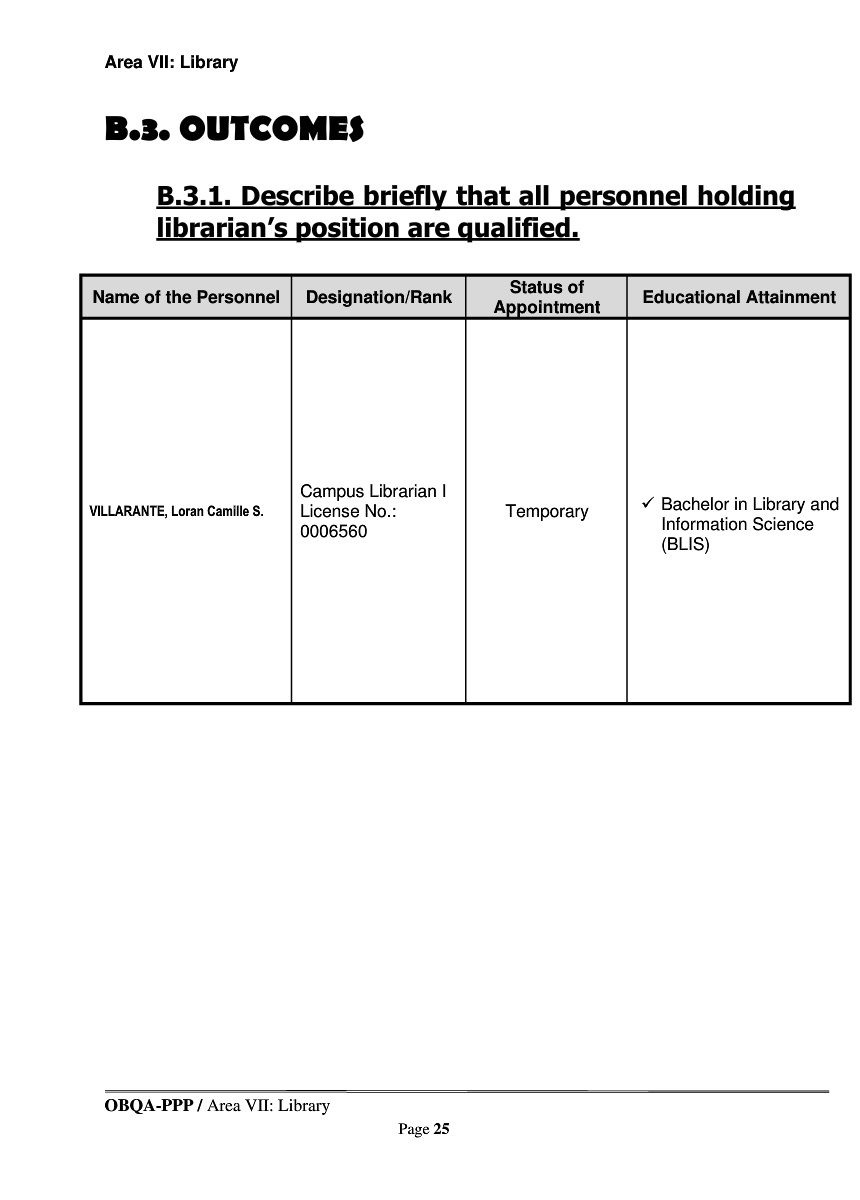 Area VII: Library
B.3. OUTCOMES
B.3.1. Describe briefly that all personnel holding
librarian’s position are qualified.
Name of the Personnel
Designation/Rank
Status of
Appointment
Educational Attainment
VILLARANTE, Loran Camille S.
Campus Librarian I
License No.:
0006560
Temporary
✓ Bachelor in Library and
Information Science
(BLIS)
OBQA-PPP / Area VII: Library
Page 25